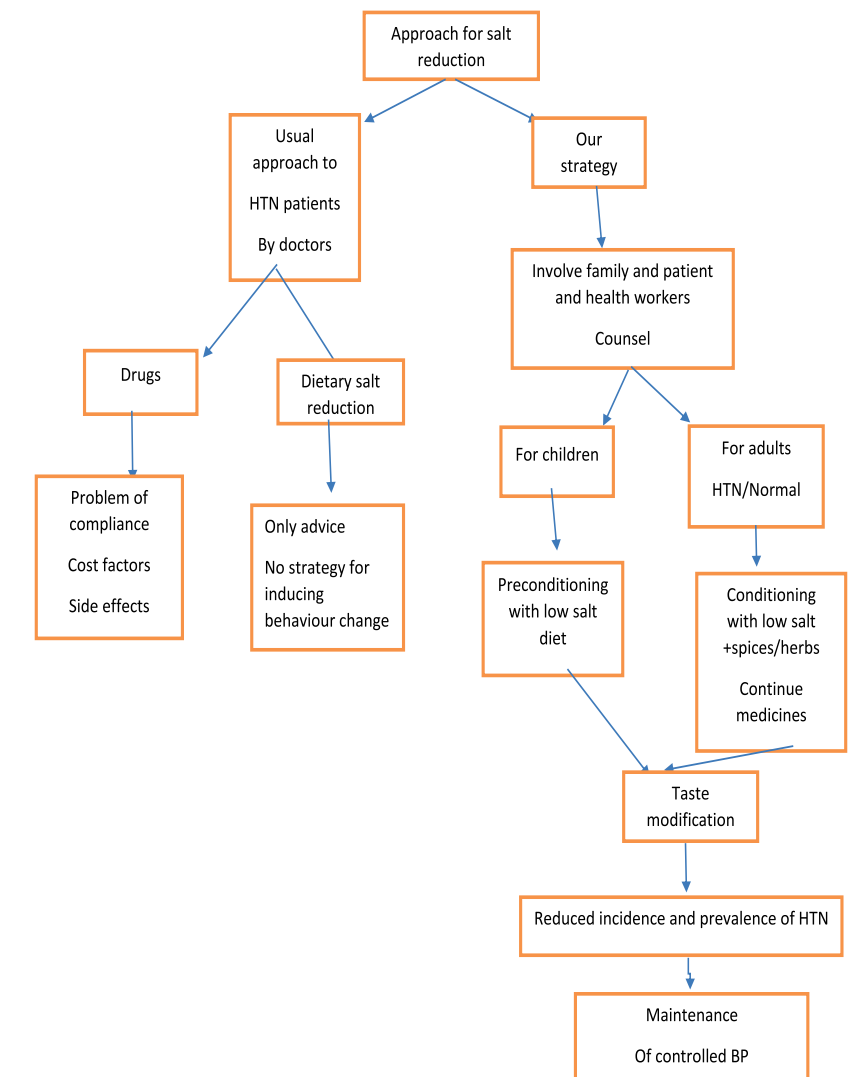 Approach for salt
reduction
Usual
approach to
HTN patients
By doctors
Our
strategy
Involve family and patient
and health workers
Counsel
Drugs
Dietary salt
reduction
For children
For adults
HTN/Normal
Problem of
compliance
Cost factors
Side effects
Only advice
No strategy for
inducing
behaviour change
Preconditioning
with low salt
diet
Conditioning
with low salt
+spices/herbs
Continue
medicines
Taste
modification
Reduced incidence and prevalence of HTN
Maintenance
Of controlled BP